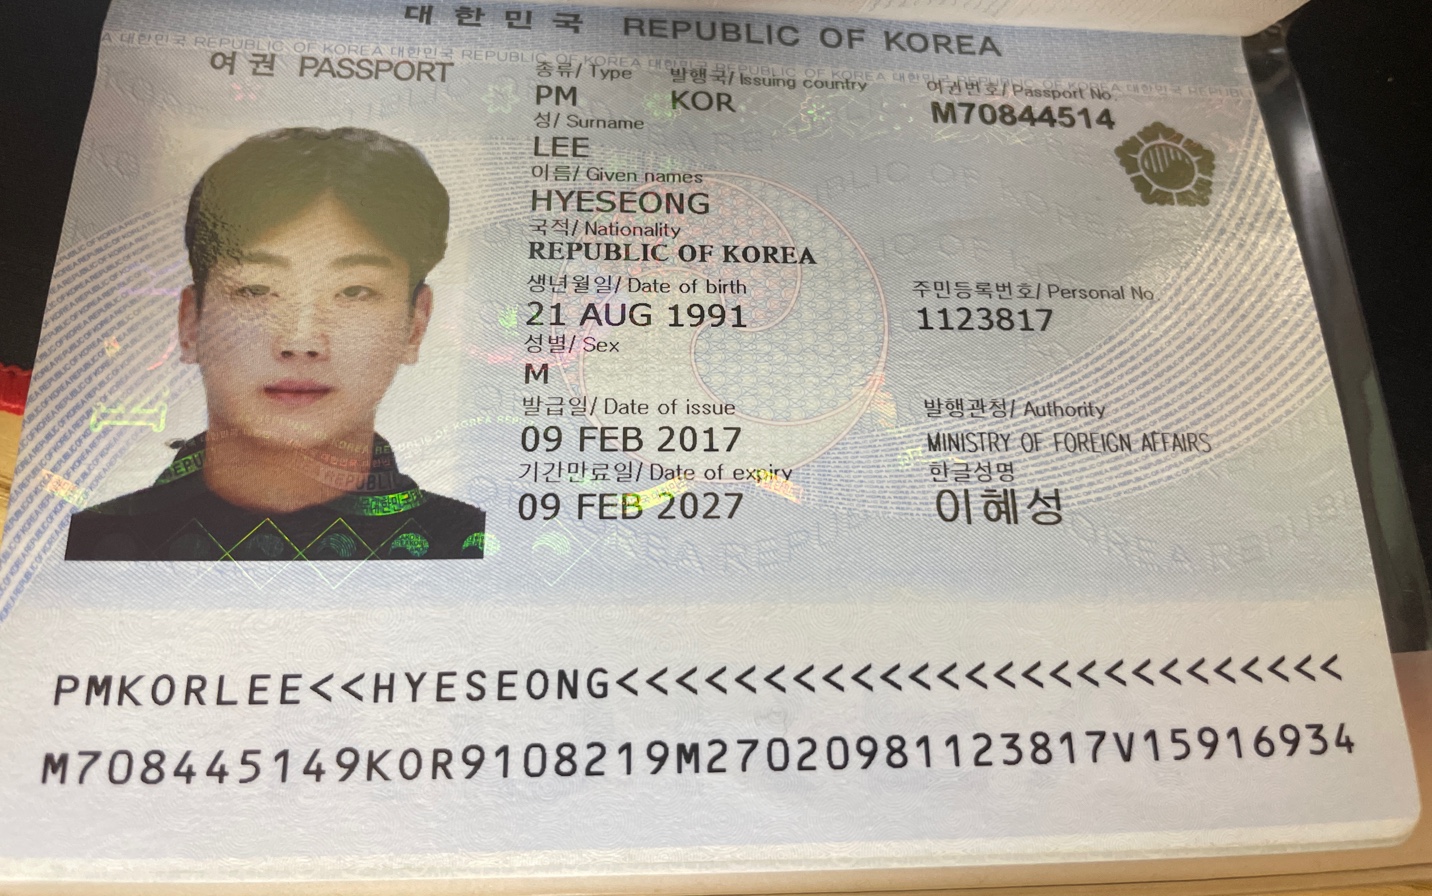 대한민국 REPUBLIC OF KOREA
여권 PASSPORT
종류/ Type 발행국/ Issuing country 여권번호/ Passport No.
PM KOR M70844514
성/ Surname
LEE
이름/ Given names
HYESEONG
국적/ Nationality
REPUBLIC OF KOREA
생년월일/ Date of birth 주민등록번호/ Personal No.
21 AUG 1991 1123817
성별/ Sex
M
발급일/ Date of issue 발행관청/ Authority
09 FEB 2017 MINISTRY OF FOREIGN AFFAIRS
기간만료일/ Date of expiry 한글성명
09 FEB 2027 이혜성
PMKORLEE<<HYESEONG<<<<<<<<<<<<<<<<<<<<<<<<<
M708445149KOR9108219M27020981123817V15916934